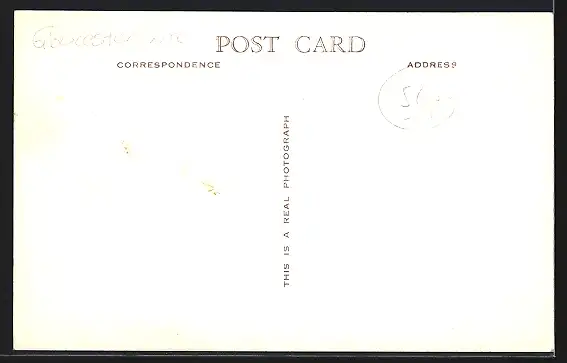 POST CARD
CORRESPONDENCE
ADDRESS
THIS IS A REAL PHOTOGRAPH